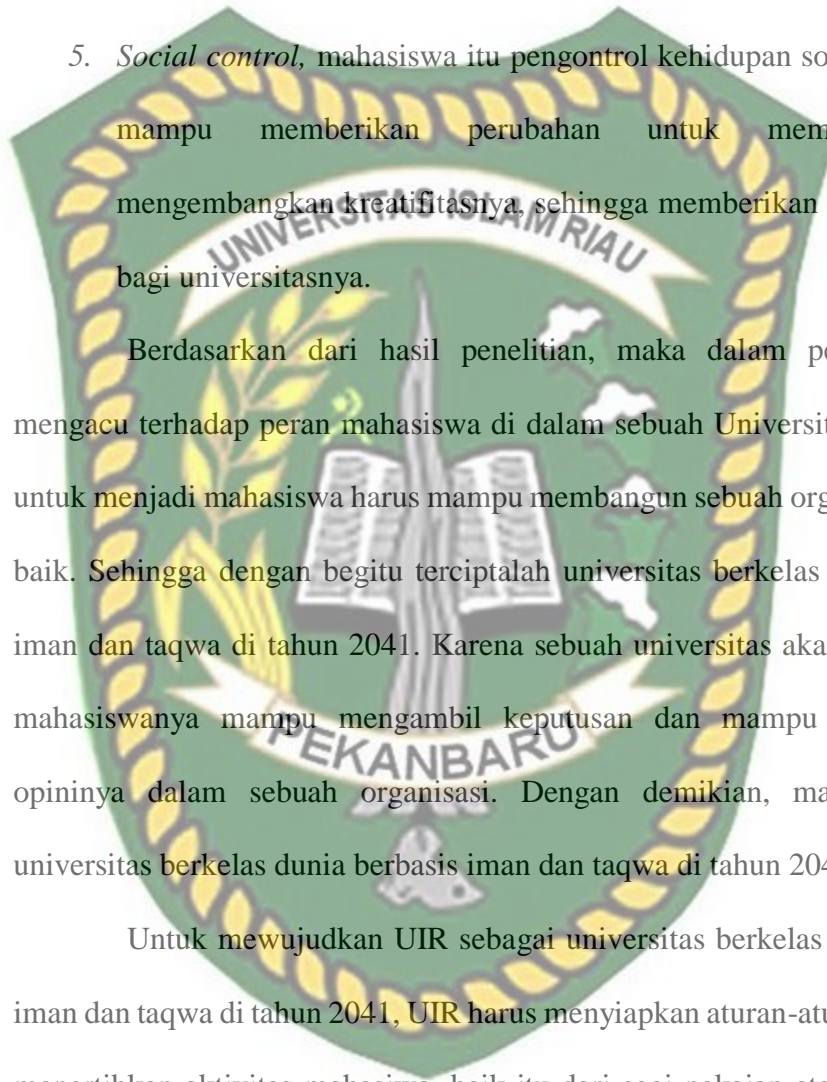 5. Social control, mahasiswa itu pengontrol kehidupan so
mampu memberikan perubahan untuk mem
mengembangkan kreatifitasnya, sehingga memberikan
UNIVERSITAS ISLAM RIAU
bagi universitasnya.
Berdasarkan dari hasil penelitian, maka dalam pe
mengacu terhadap peran mahasiswa di dalam sebuah Universit
untuk menjadi mahasiswa harus mampu membangun sebuah org
baik. Sehingga dengan begitu terciptalah universitas berkelas
iman dan taqwa di tahun 2041. Karena sebuah universitas aka
mahasiswanya mampu mengambil keputusan dan mampu
PEKANBARU
opininya dalam sebuah organisasi. Dengan demikian, ma
universitas berkelas dunia berbasis iman dan taqwa di tahun 204
Untuk mewujudkan UIR sebagai universitas berkelas
iman dan taqwa di tahun 2041, UIR harus menyiapkan aturan-atu